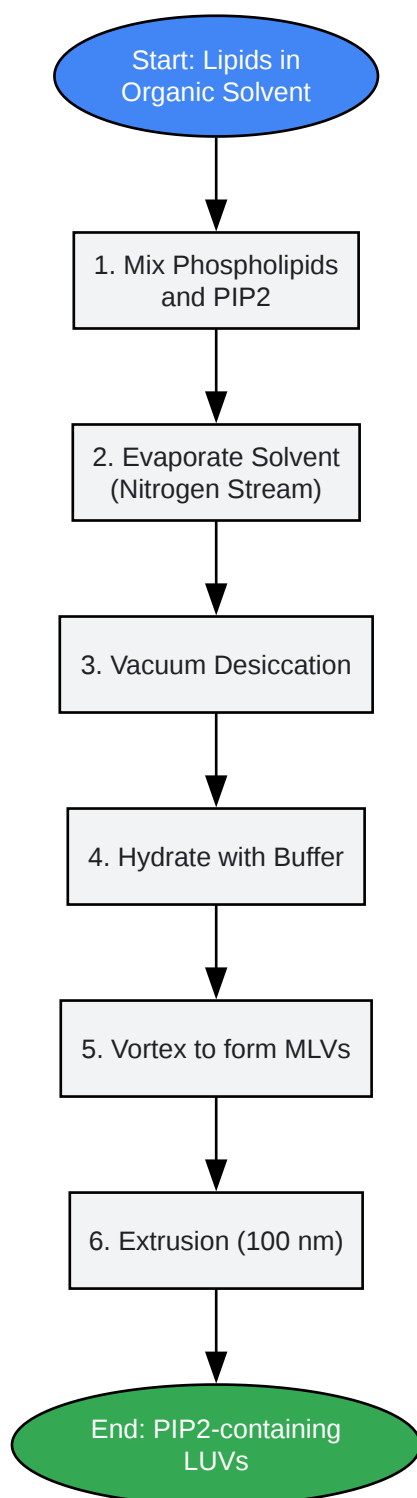 Start: Lipids in
Organic Solvent
1. Mix Phospholipids
and PIP2
2. Evaporate Solvent
(Nitrogen Stream)
3. Vacuum Desiccation
4. Hydrate with Buffer
5. Vortex to form MLVs
6. Extrusion (100 nm)
End: PIP2-containing
LUVs